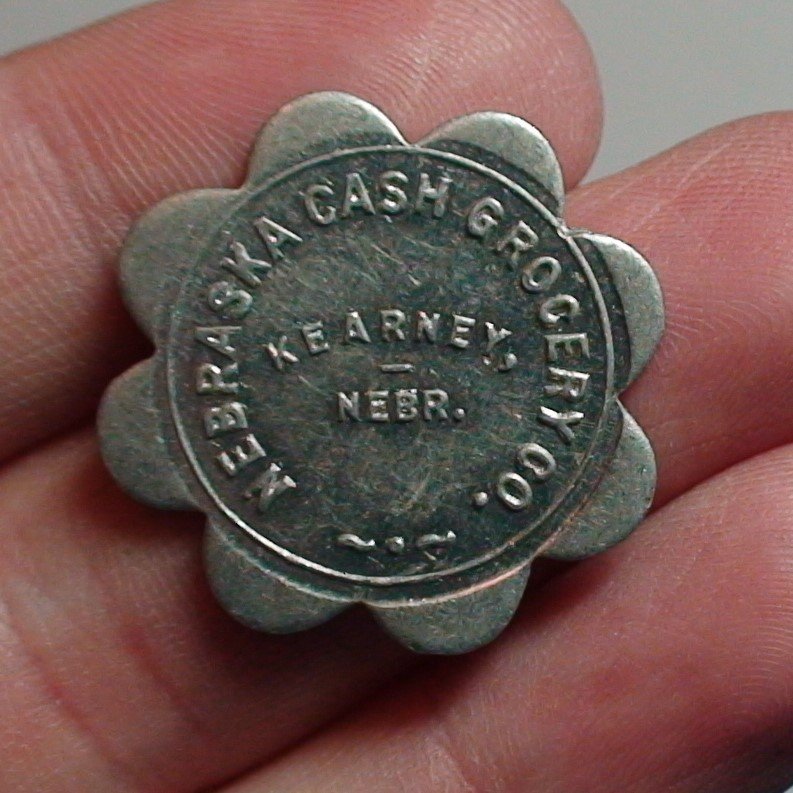 NEBRASKA CASH GROCERY CO.
KEARNEY,
NEBR.